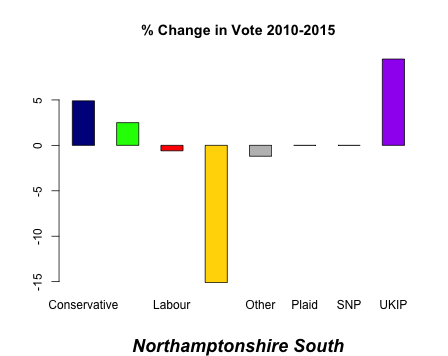 % Change in Vote 2010-2015
5
0
-5
-10
-15
Conservative Labour Other Plaid SNP UKIP
Northamptonshire South